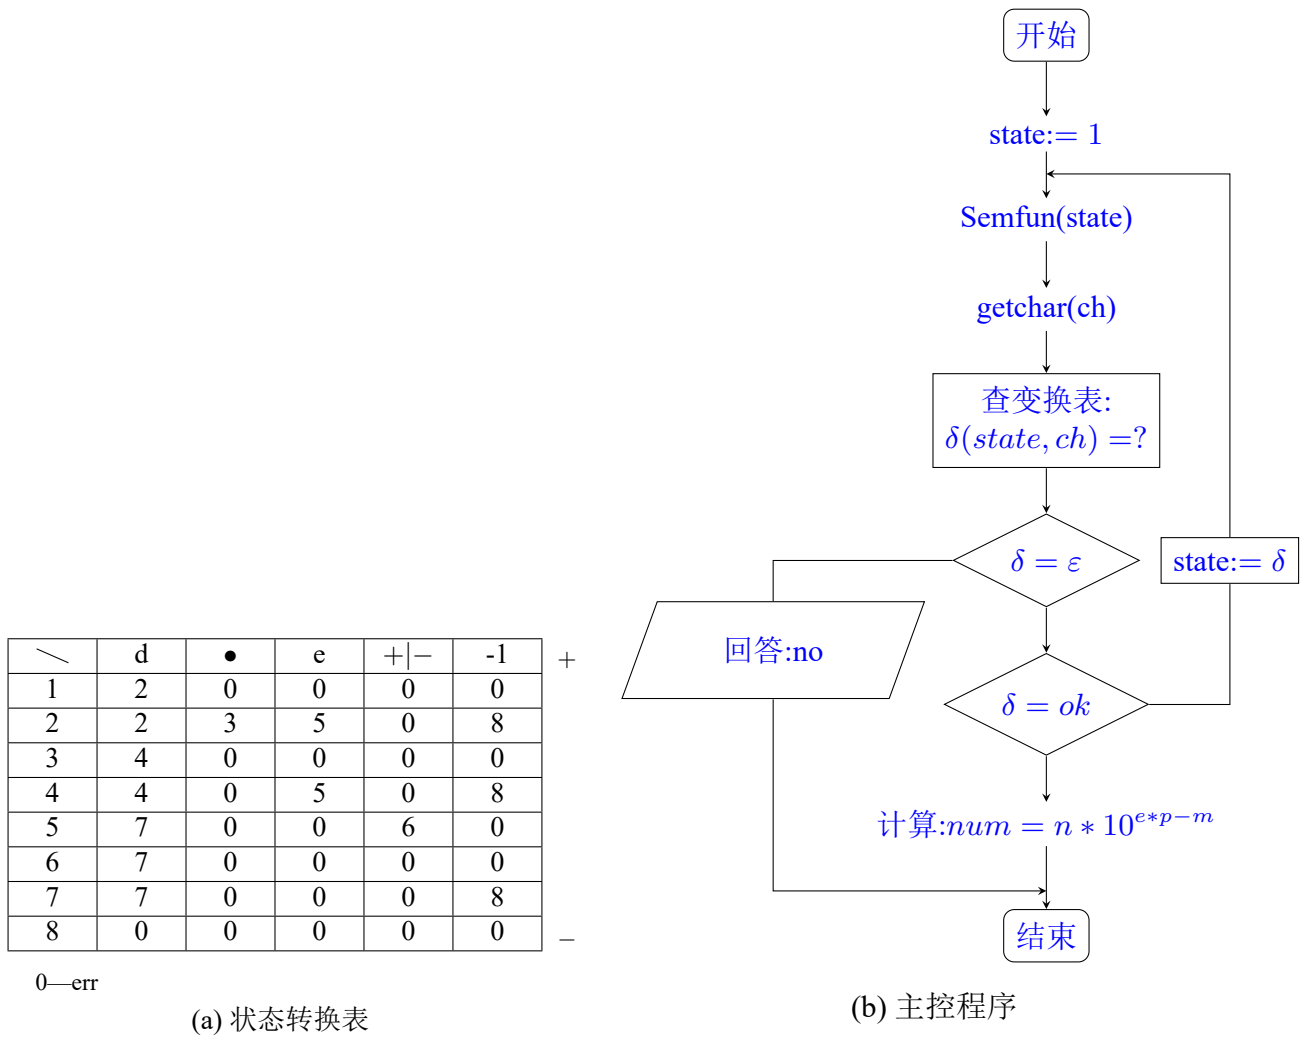 d ● e +|− -1
1 2 0 0 0 0
2 2 3 5 0 8
3 4 0 0 0 0
4 4 0 5 0 8
5 7 0 0 6 0
6 7 0 0 0 0
7 7 0 0 0 8
8 0 0 0 0 0
+
−
0—err
(a) 状态转换表
开始
state:= 1
Semfun(state)
getchar(ch)
查变换表:
δ(state, ch) =?
δ = ε
state:= δ
回答:no
δ = ok
计算:num = n ∗ 10^{e∗p−m}
结束
(b) 主控程序